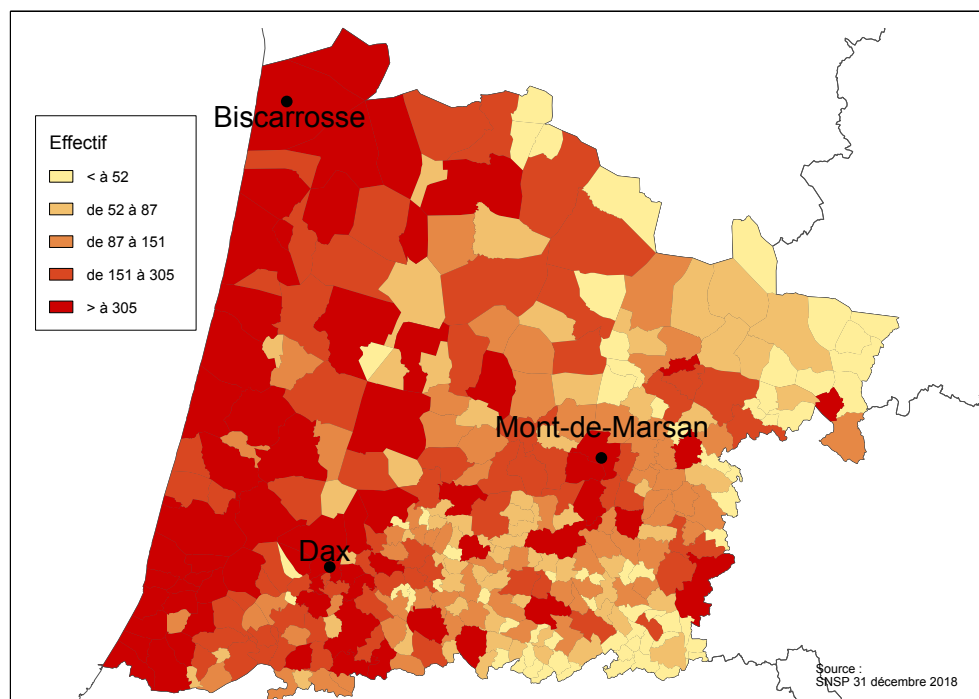 Biscarrosse
Effectif
< à 52
de 52 à 87
de 87 à 151
de 151 à 305
> à 305
Mont-de-Marsan
Dax
Source :
SNSP 31 décembre 2018